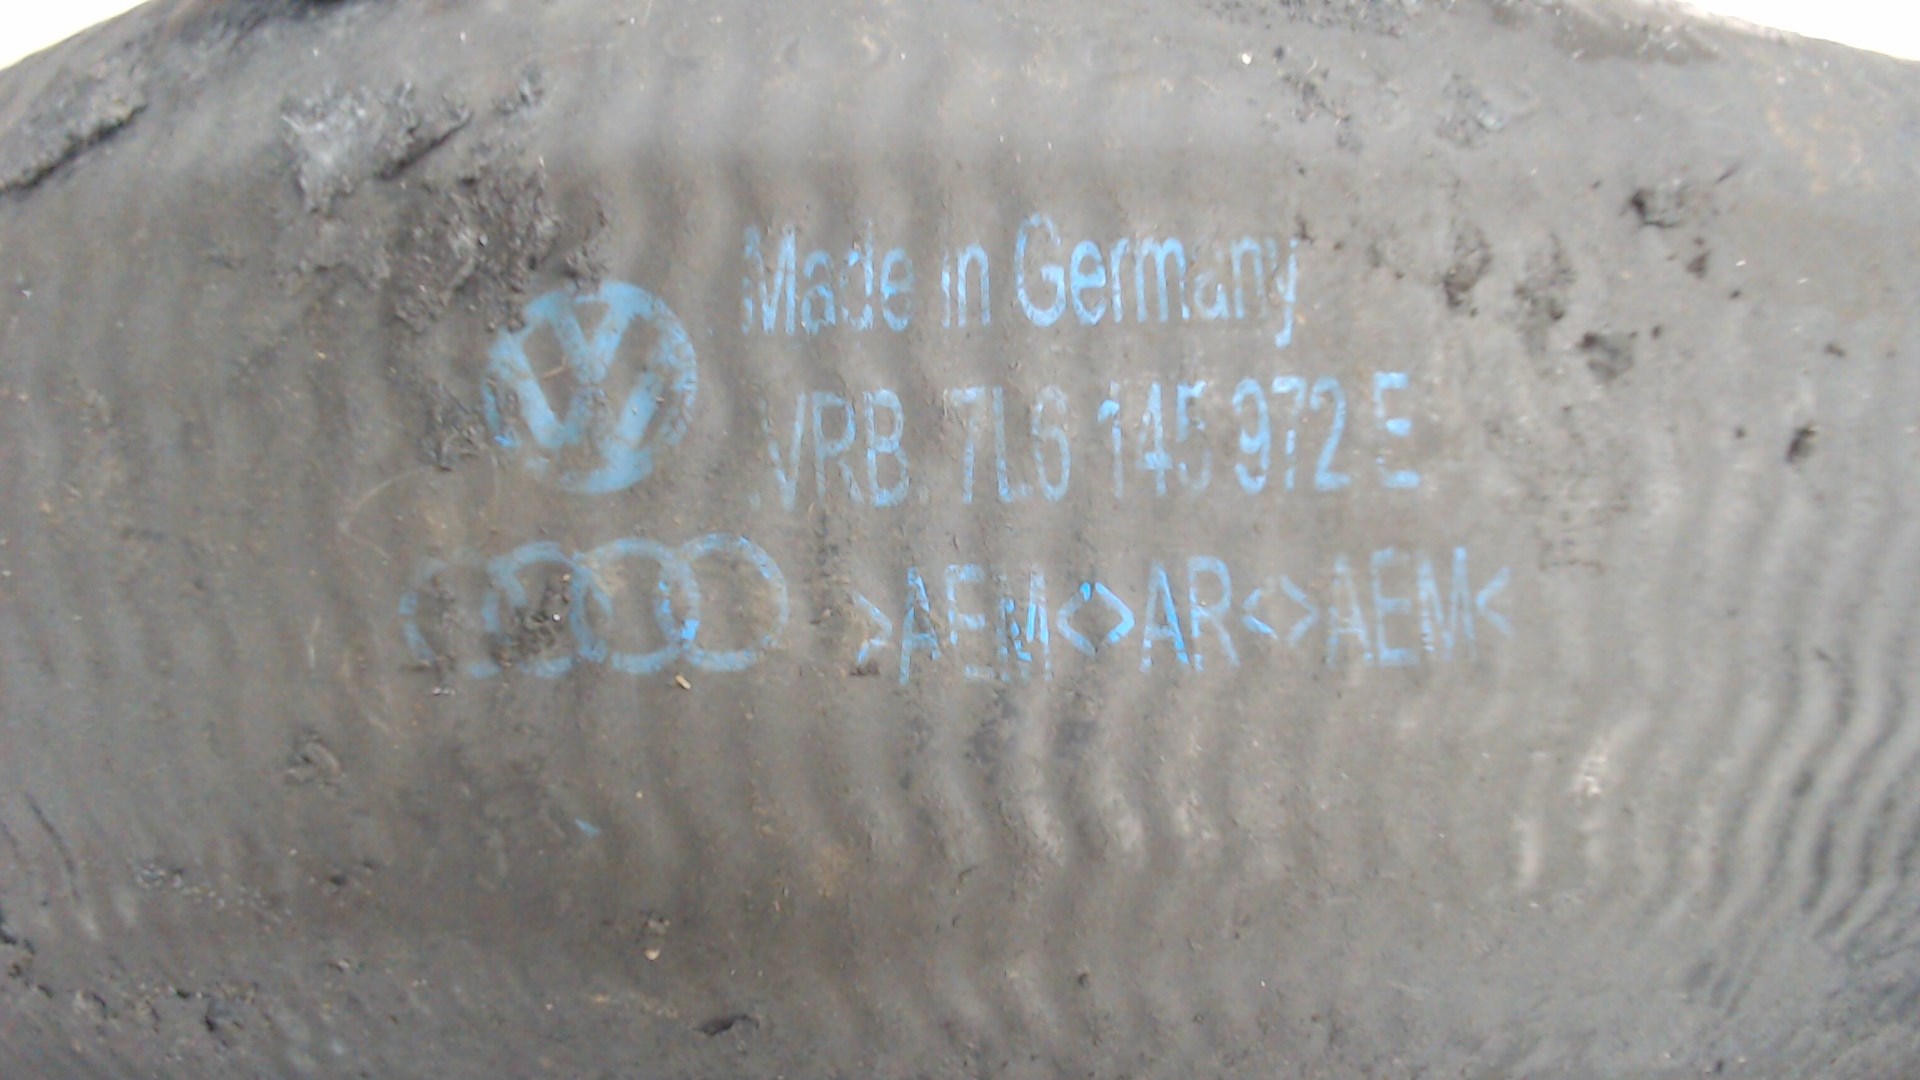 Made in Germany
.VRB. 7L6 145 972 E
>AEM<>AR<>AEM<